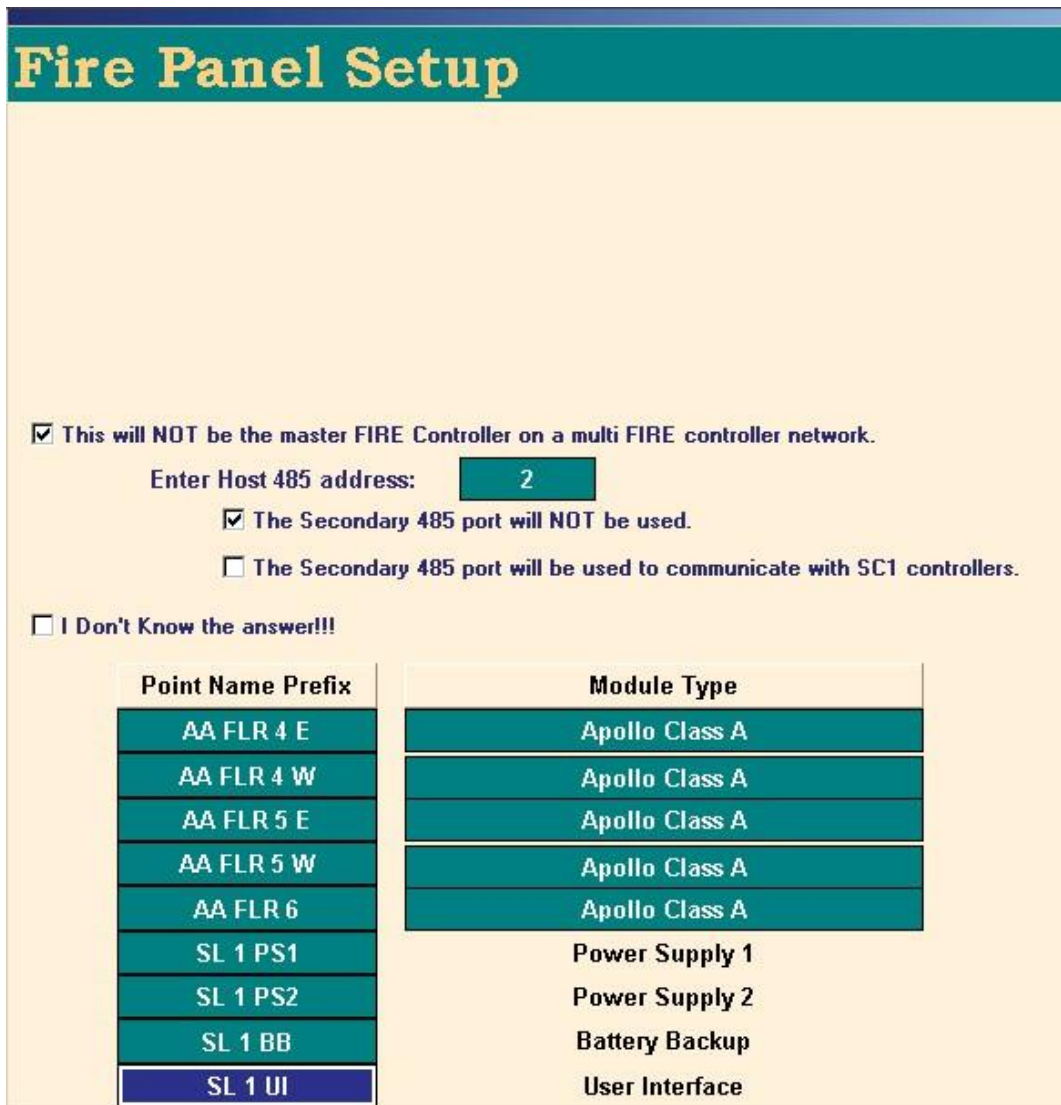 Fire Panel Setup
This will NOT be the master FIRE Controller on a multi FIRE controller network.
Enter Host 485 address: 2
The Secondary 485 port will NOT be used.
The Secondary 485 port will be used to communicate with SC1 controllers.
I Don't Know the answer!!!
Point Name Prefix Module Type
AA FLR 4 E Apollo Class A
AA FLR 4 W Apollo Class A
AA FLR 5 E Apollo Class A
AA FLR 5 W Apollo Class A
AA FLR 6 Apollo Class A
SL 1 PS1 Power Supply 1
SL 1 PS2 Power Supply 2
SL 1 BB Battery Backup
SL 1 UI User Interface